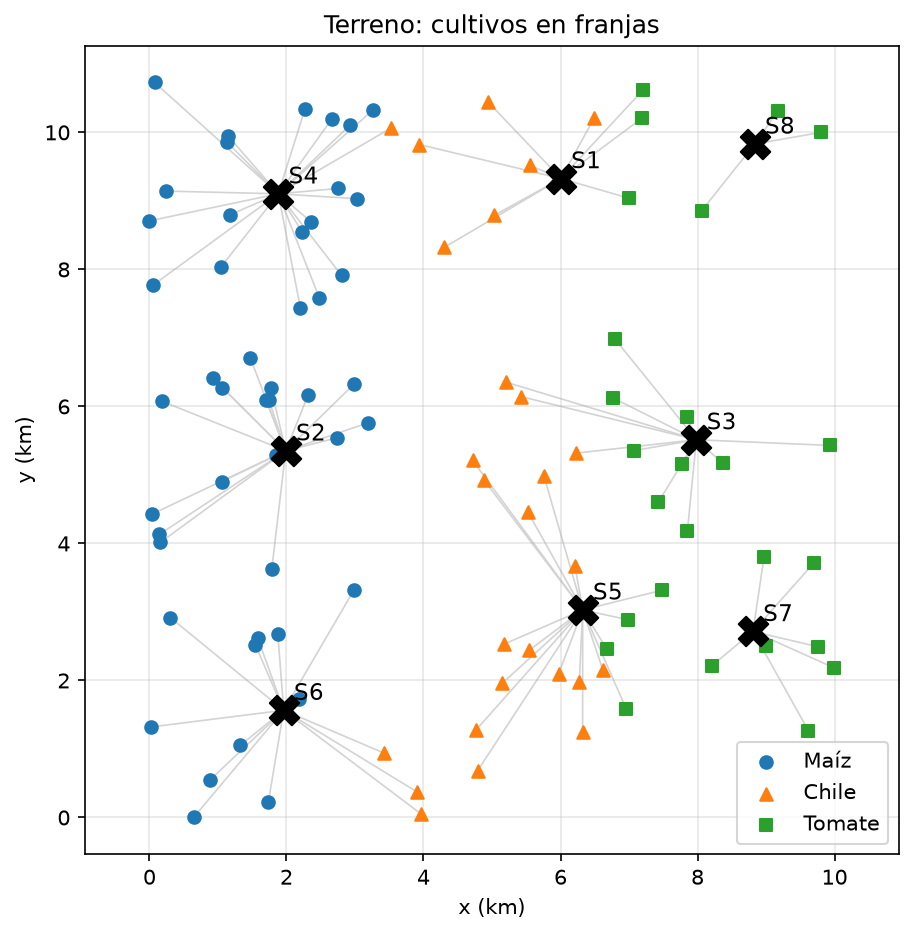 Terreno: cultivos en franjas
y (km)
10
8
6
4
2
0
S4
S1
S8
S2
S3
S5
S7
S6
Maíz
Chile
Tomate
0 2 4 6 8 10
x (km)